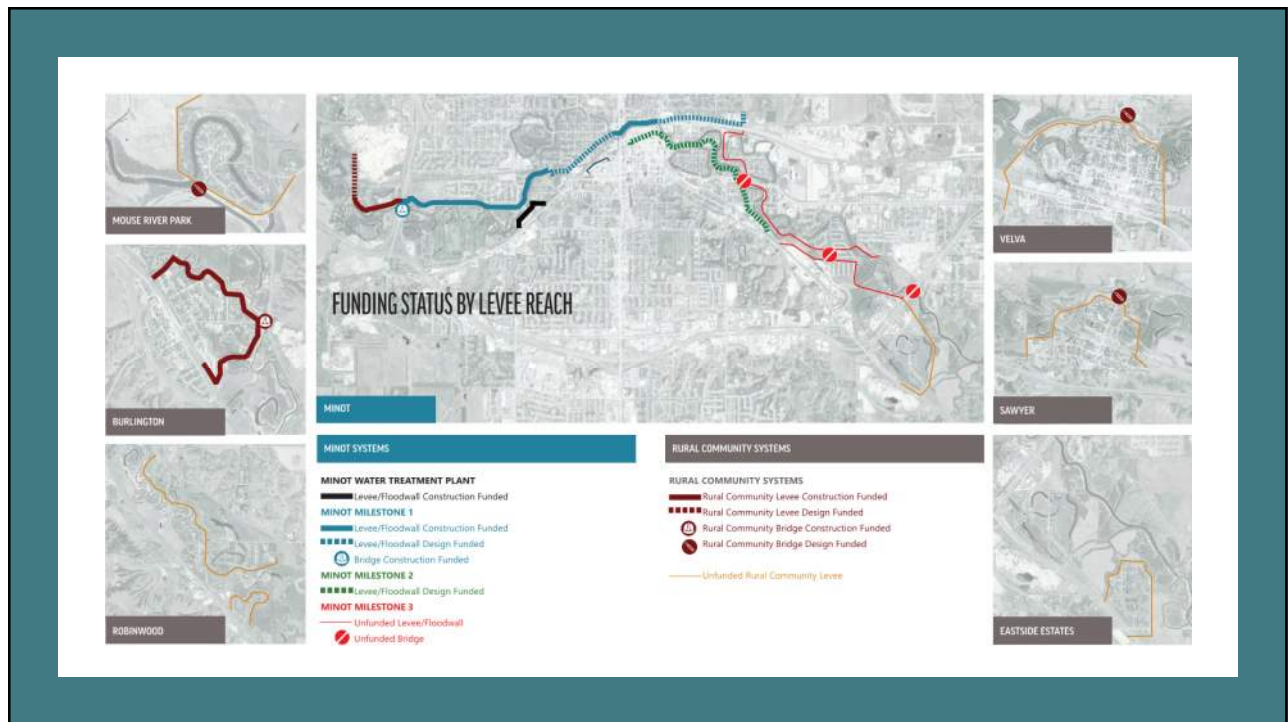 MOUSE RIVER PARK
BURLINGTON
ROBINWOOD
FUNDING STATUS BY LEVEE REACH
MINOT
MINOT SYSTEMS
MINOT WATER TREATMENT PLANT
Levee/Floodwall Construction Funded
MINOT MILESTONE 1
Levee/Floodwall Construction Funded
Levee/Floodwall Design Funded
Bridge Construction Funded
MINOT MILESTONE 2
Levee/Floodwall Design Funded
MINOT MILESTONE 3
Unfunded Levee/Floodwall
Unfunded Bridge
RURAL COMMUNITY SYSTEMS
RURAL COMMUNITY SYSTEMS
Rural Community Levee Construction Funded
Rural Community Levee Design Funded
Rural Community Bridge Construction Funded
Rural Community Bridge Design Funded
Unfunded Rural Community Levee
VELVA
SAWYER
EASTSIDE ESTATES